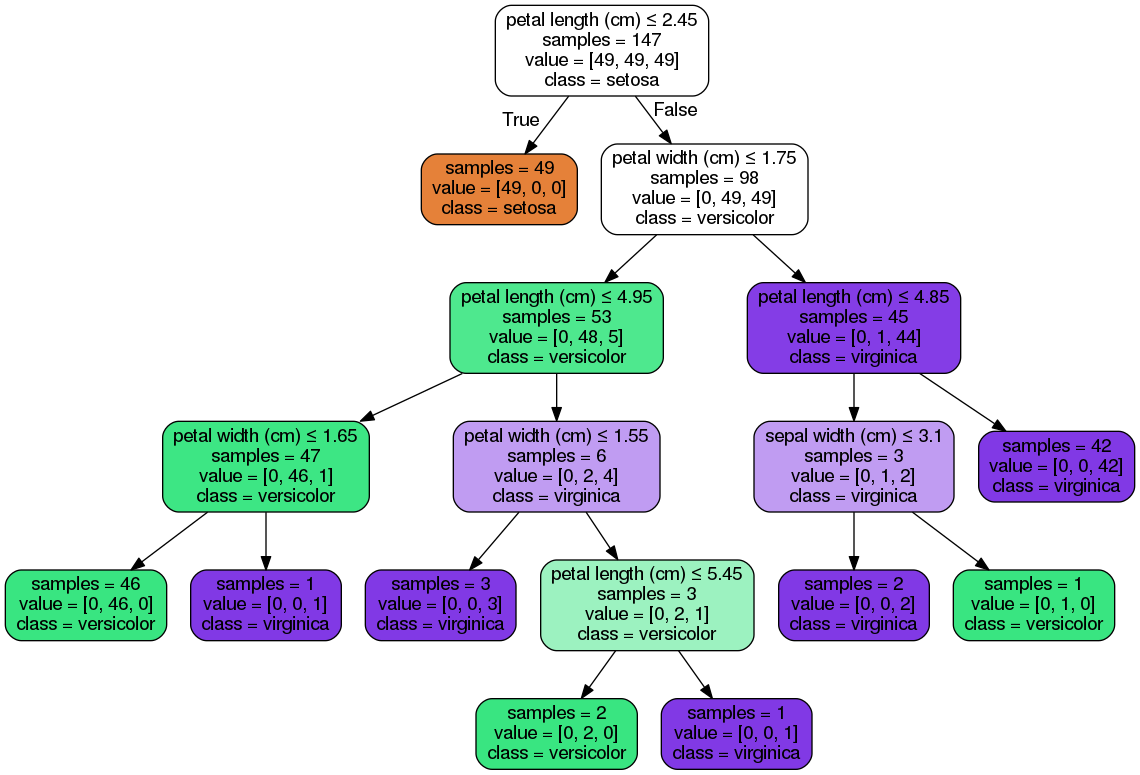 petal length (cm) ≤ 2.45
samples = 147
value = [49, 49, 49]
class = setosa
True
False
samples = 49
value = [49, 0, 0]
class = setosa
petal width (cm) ≤ 1.75
samples = 98
value = [0, 49, 49]
class = versicolor
petal length (cm) ≤ 4.95
samples = 53
value = [0, 48, 5]
class = versicolor
petal length (cm) ≤ 4.85
samples = 45
value = [0, 1, 44]
class = virginica
petal width (cm) ≤ 1.65
samples = 47
value = [0, 46, 1]
class = versicolor
petal width (cm) ≤ 1.55
samples = 6
value = [0, 2, 4]
class = virginica
sepal width (cm) ≤ 3.1
samples = 3
value = [0, 1, 2]
class = virginica
samples = 42
value = [0, 0, 42]
class = virginica
samples = 46
value = [0, 46, 0]
class = versicolor
samples = 1
value = [0, 0, 1]
class = virginica
samples = 3
value = [0, 0, 3]
class = virginica
petal length (cm) ≤ 5.45
samples = 3
value = [0, 2, 1]
class = versicolor
samples = 2
value = [0, 0, 2]
class = virginica
samples = 1
value = [0, 1, 0]
class = versicolor
samples = 2
value = [0, 2, 0]
class = versicolor
samples = 1
value = [0, 0, 1]
class = virginica